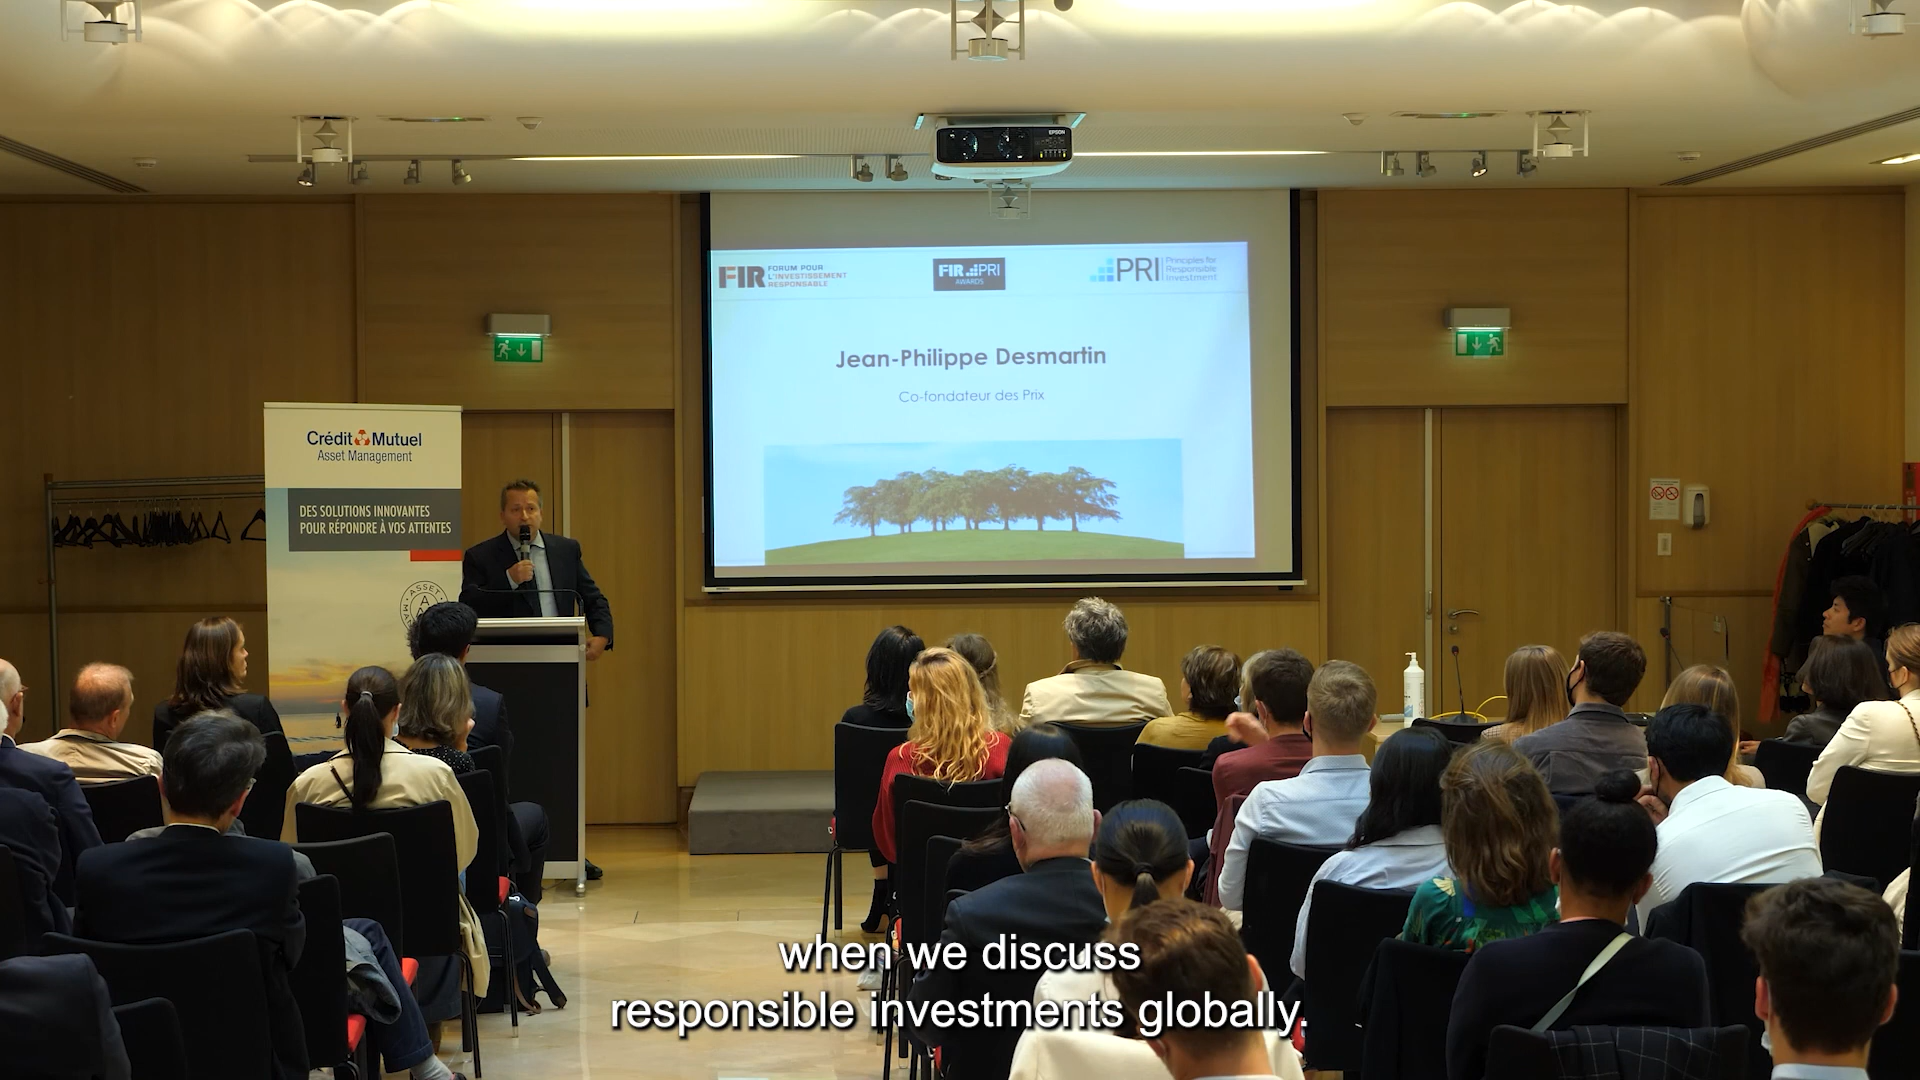 EPSON
FIR
FORUM POUR
L'INVESTISSEMENT
RESPONSABLE
FIR PRI
AWARDS
PRI
Principles for
Responsible
Investment
Jean-Philippe Desmartin
Co-fondateur des Prix
Crédit Mutuel
Asset Management
DES SOLUTIONS INNOVANTES
POUR RÉPONDRE À VOS ATTENTES
ASSET
when we discuss
responsible investments globally.